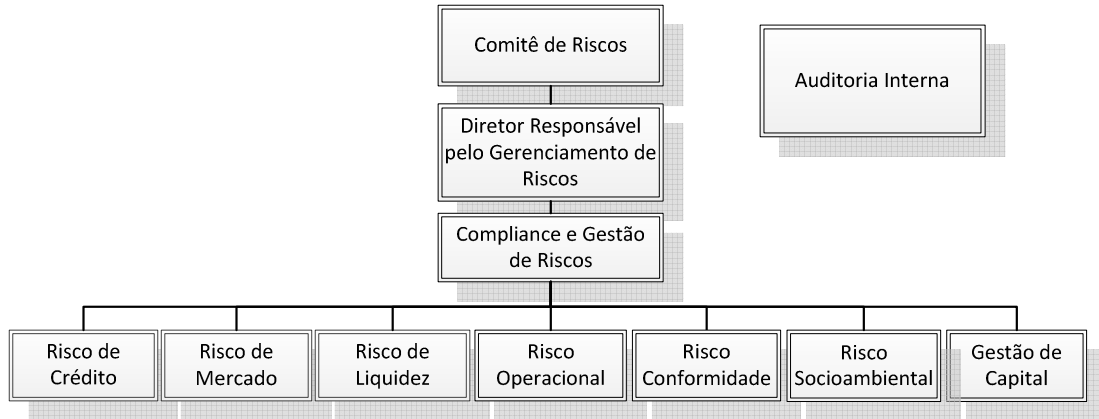 Comitê de Riscos
Auditoria Interna
Diretor Responsável
pelo Gerenciamento de
Riscos
Compliance e Gestão
de Riscos
Risco de
Crédito
Risco de
Mercado
Risco de
Liquidez
Risco
Operacional
Risco
Conformidade
Risco
Socioambiental
Gestão de
Capital